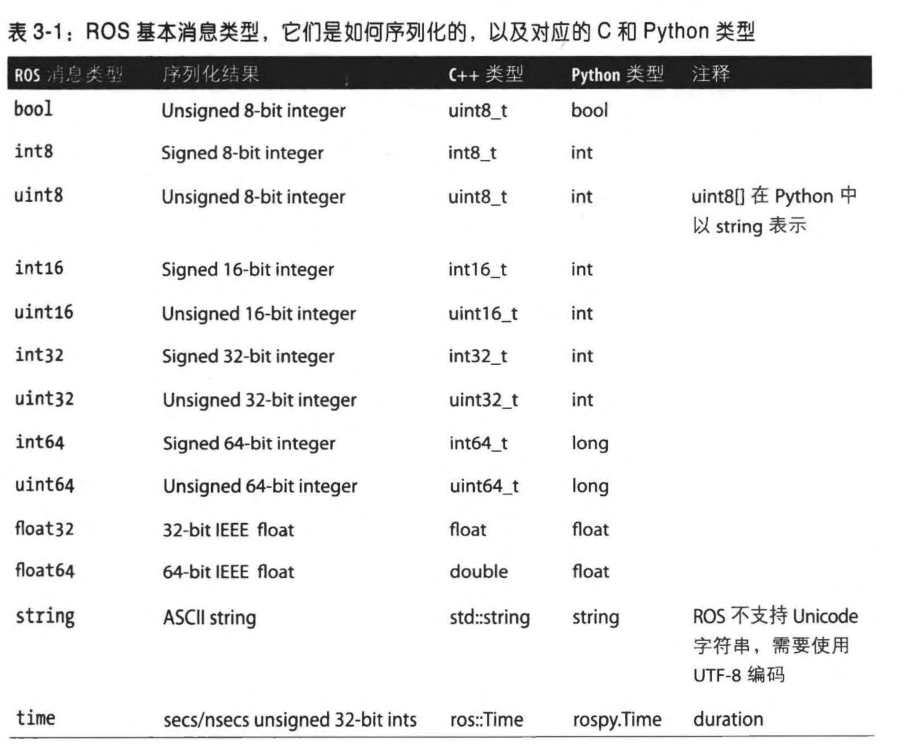 表 3-1：ROS 基本消息类型，它们是如何序列化的，以及对应的 C 和 Python 类型
ROS 消息类型 序列化结果 C++ 类型 Python 类型 注释
bool Unsigned 8-bit integer uint8_t bool
int8 Signed 8-bit integer int8_t int
uint8 Unsigned 8-bit integer uint8_t int uint8[] 在 Python 中
以 string 表示
int16 Signed 16-bit integer int16_t int
uint16 Unsigned 16-bit integer uint16_t int
int32 Signed 32-bit integer int32_t int
uint32 Unsigned 32-bit integer uint32_t int
int64 Signed 64-bit integer int64_t long
uint64 Unsigned 64-bit integer uint64_t long
float32 32-bit IEEE float float float
float64 64-bit IEEE float double float
string ASCII string std::string string ROS 不支持 Unicode
字符串，需要使用
UTF-8 编码
time secs/nsecs unsigned 32-bit ints ros::Time rospy.Time duration